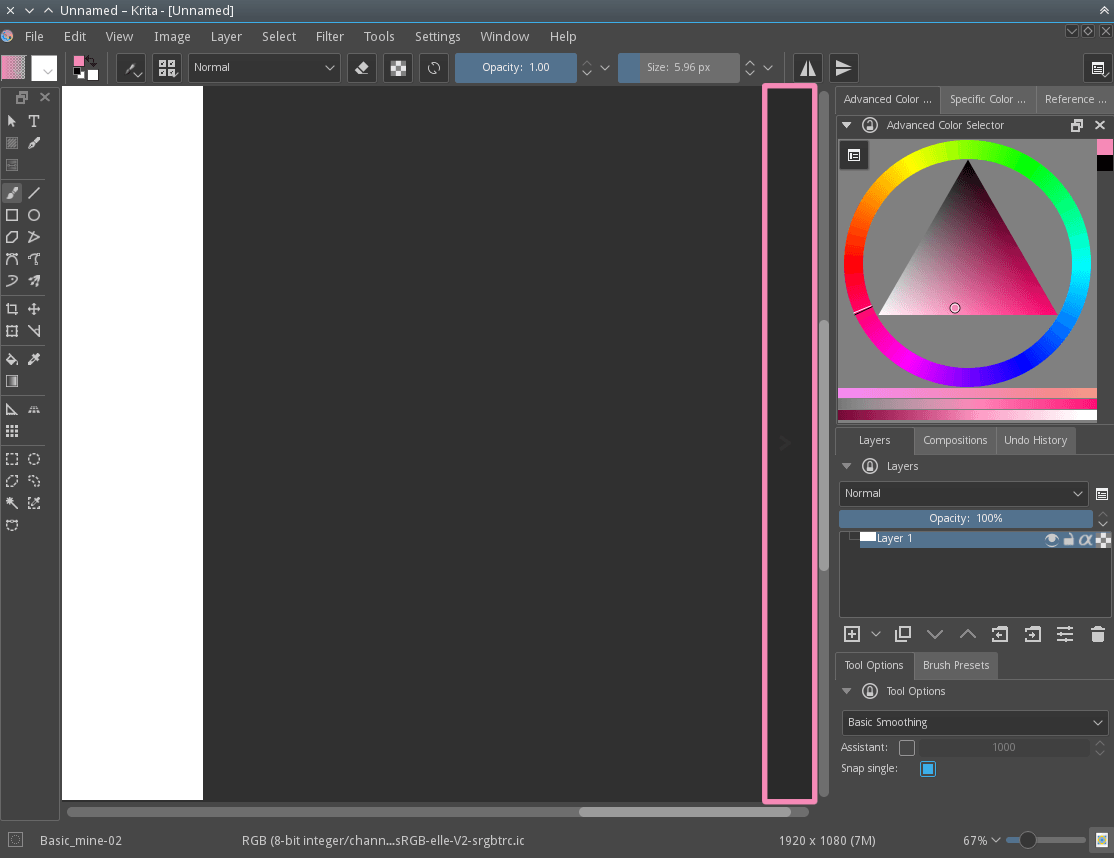 Unnamed – Krita - [Unnamed]
File Edit View Image Layer Select Filter Tools Settings Window Help
Normal Opacity: 1.00 Size: 5.96 px
Advanced Color ... Specific Color ... Reference ...
Advanced Color Selector
Layers Compositions Undo History
Layers
Normal
Opacity: 100%
Layer 1
Tool Options Brush Presets
Tool Options
Basic Smoothing
Assistant: 1000
Snap single:
Basic_mine-02 RGB (8-bit integer/chann...sRGB-elle-V2-srgbtrc.ic 1920 x 1080 (7M) 67%